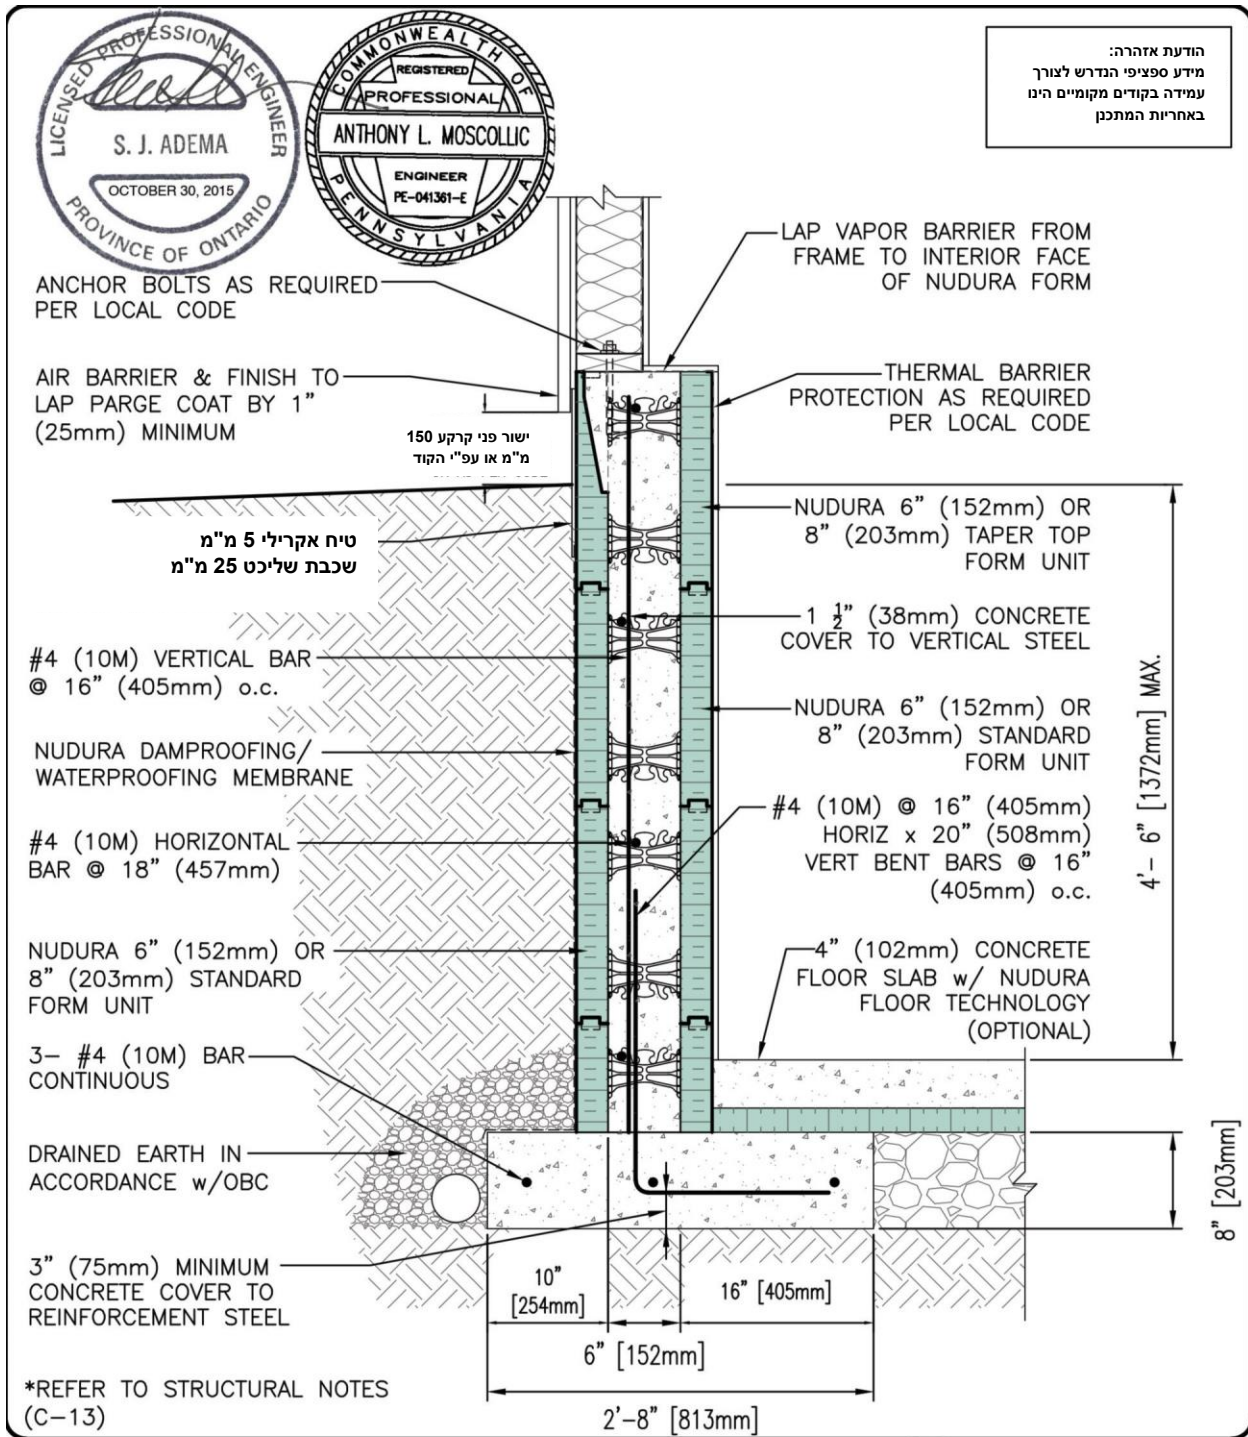 LICENSED PROFESSIONAL ENGINEER
S. J. ADEMA
OCTOBER 30, 2015
PROVINCE OF ONTARIO
COMMONWEALTH OF
REGISTERED
PROFESSIONAL
ANTHONY L. MOSCOLLIC
ENGINEER
PE-041361-E
PENNSYLVANIA
הודעת אזהרה:
מידע ספציפי הנדרש לצורך
עמידה בקודים מקומיים הינו
באחריות המתכנן
ANCHOR BOLTS AS REQUIRED
PER LOCAL CODE
AIR BARRIER & FINISH TO
LAP PARGE COAT BY 1"
(25mm) MINIMUM
ישור פני קרקע 150
מ"מ או עפ"י הקוד
טיח אקרילי 5 מ"מ
שכבת שליכט 25 מ"מ
#4 (10M) VERTICAL BAR
@ 16" (405mm) o.c.
NUDURA DAMPROOFING/
WATERPROOFING MEMBRANE
#4 (10M) HORIZONTAL
BAR @ 18" (457mm)
NUDURA 6" (152mm) OR
8" (203mm) STANDARD
FORM UNIT
3- #4 (10M) BAR
CONTINUOUS
DRAINED EARTH IN
ACCORDANCE w/OBC
3" (75mm) MINIMUM
CONCRETE COVER TO
REINFORCEMENT STEEL
*REFER TO STRUCTURAL NOTES
(C-13)
LAP VAPOR BARRIER FROM
FRAME TO INTERIOR FACE
OF NUDURA FORM
THERMAL BARRIER
PROTECTION AS REQUIRED
PER LOCAL CODE
NUDURA 6" (152mm) OR
8" (203mm) TAPER TOP
FORM UNIT
1 ½" (38mm) CONCRETE
COVER TO VERTICAL STEEL
NUDURA 6" (152mm) OR
8" (203mm) STANDARD
FORM UNIT
#4 (10M) @ 16" (405mm)
HORIZ x 20" (508mm)
VERT BENT BARS @ 16"
(405mm) o.c.
4" (102mm) CONCRETE
FLOOR SLAB w/ NUDURA
FLOOR TECHNOLOGY
(OPTIONAL)
4'- 6" [1372mm] MAX.
8" [203mm]
10"
[254mm]
16" [405mm]
6" [152mm]
2'-8" [813mm]